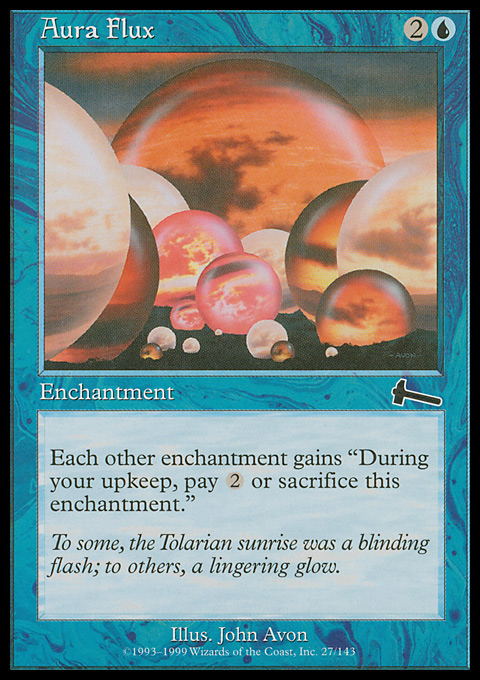 Aura Flux 2
AVON
Enchantment
Each other enchantment gains “During
your upkeep, pay 2 or sacrifice this
enchantment.”
To some, the Tolarian sunrise was a blinding
flash; to others, a lingering glow.
Illus. John Avon
©1993–1999 Wizards of the Coast, Inc. 27/143